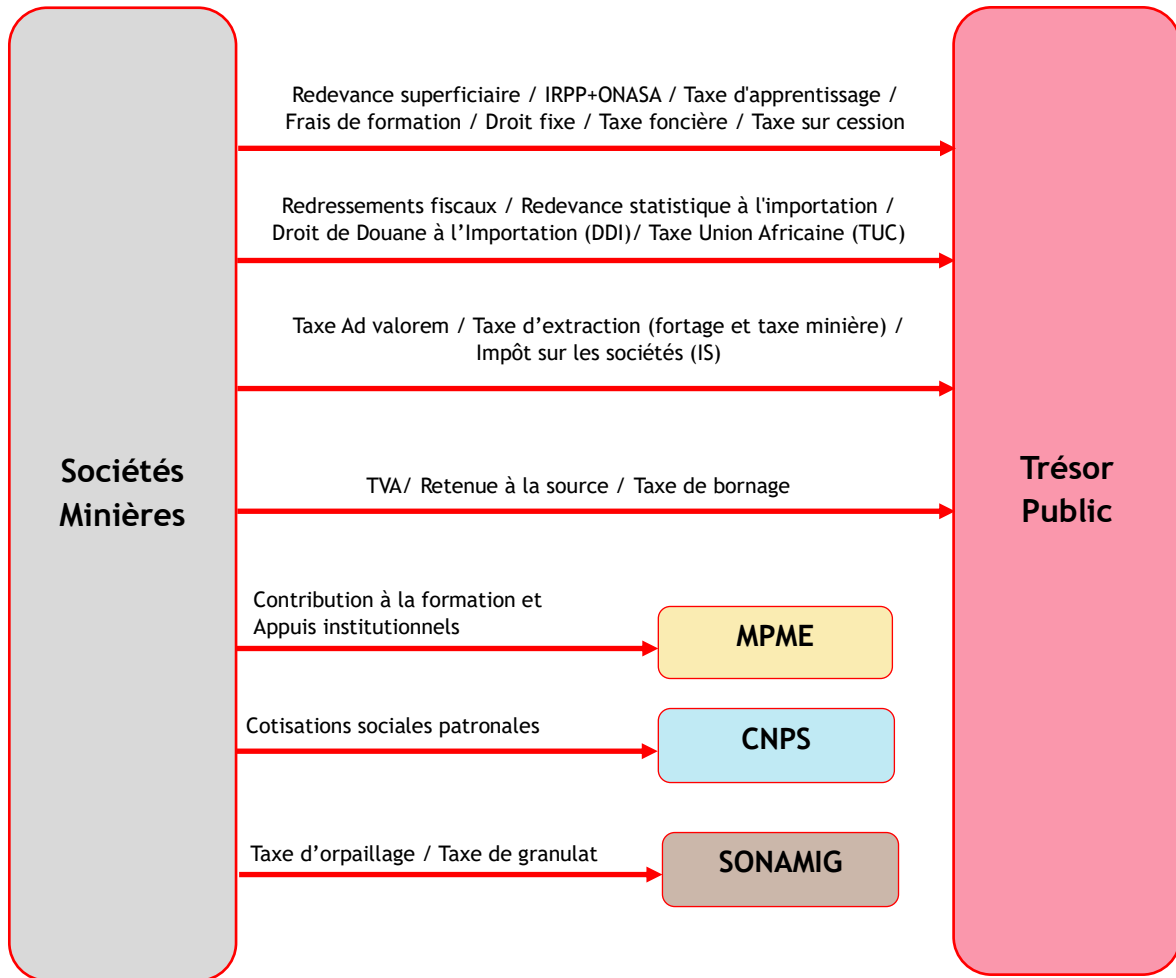 Redevance superficiaire / IRPP+ONASA / Taxe d'apprentissage /
Frais de formation / Droit fixe / Taxe foncière / Taxe sur cession
Redressements fiscaux / Redevance statistique à l'importation /
Droit de Douane à l’Importation (DDI)/ Taxe Union Africaine (TUC)
Taxe Ad valorem / Taxe d’extraction (fortage et taxe minière) /
Impôt sur les sociétés (IS)
Sociétés
Minières
TVA/ Retenue à la source / Taxe de bornage
Trésor
Public
Contribution à la formation et
Appuis institutionnels
MPME
Cotisations sociales patronales
CNPS
Taxe d’orpaillage / Taxe de granulat
SONAMIG